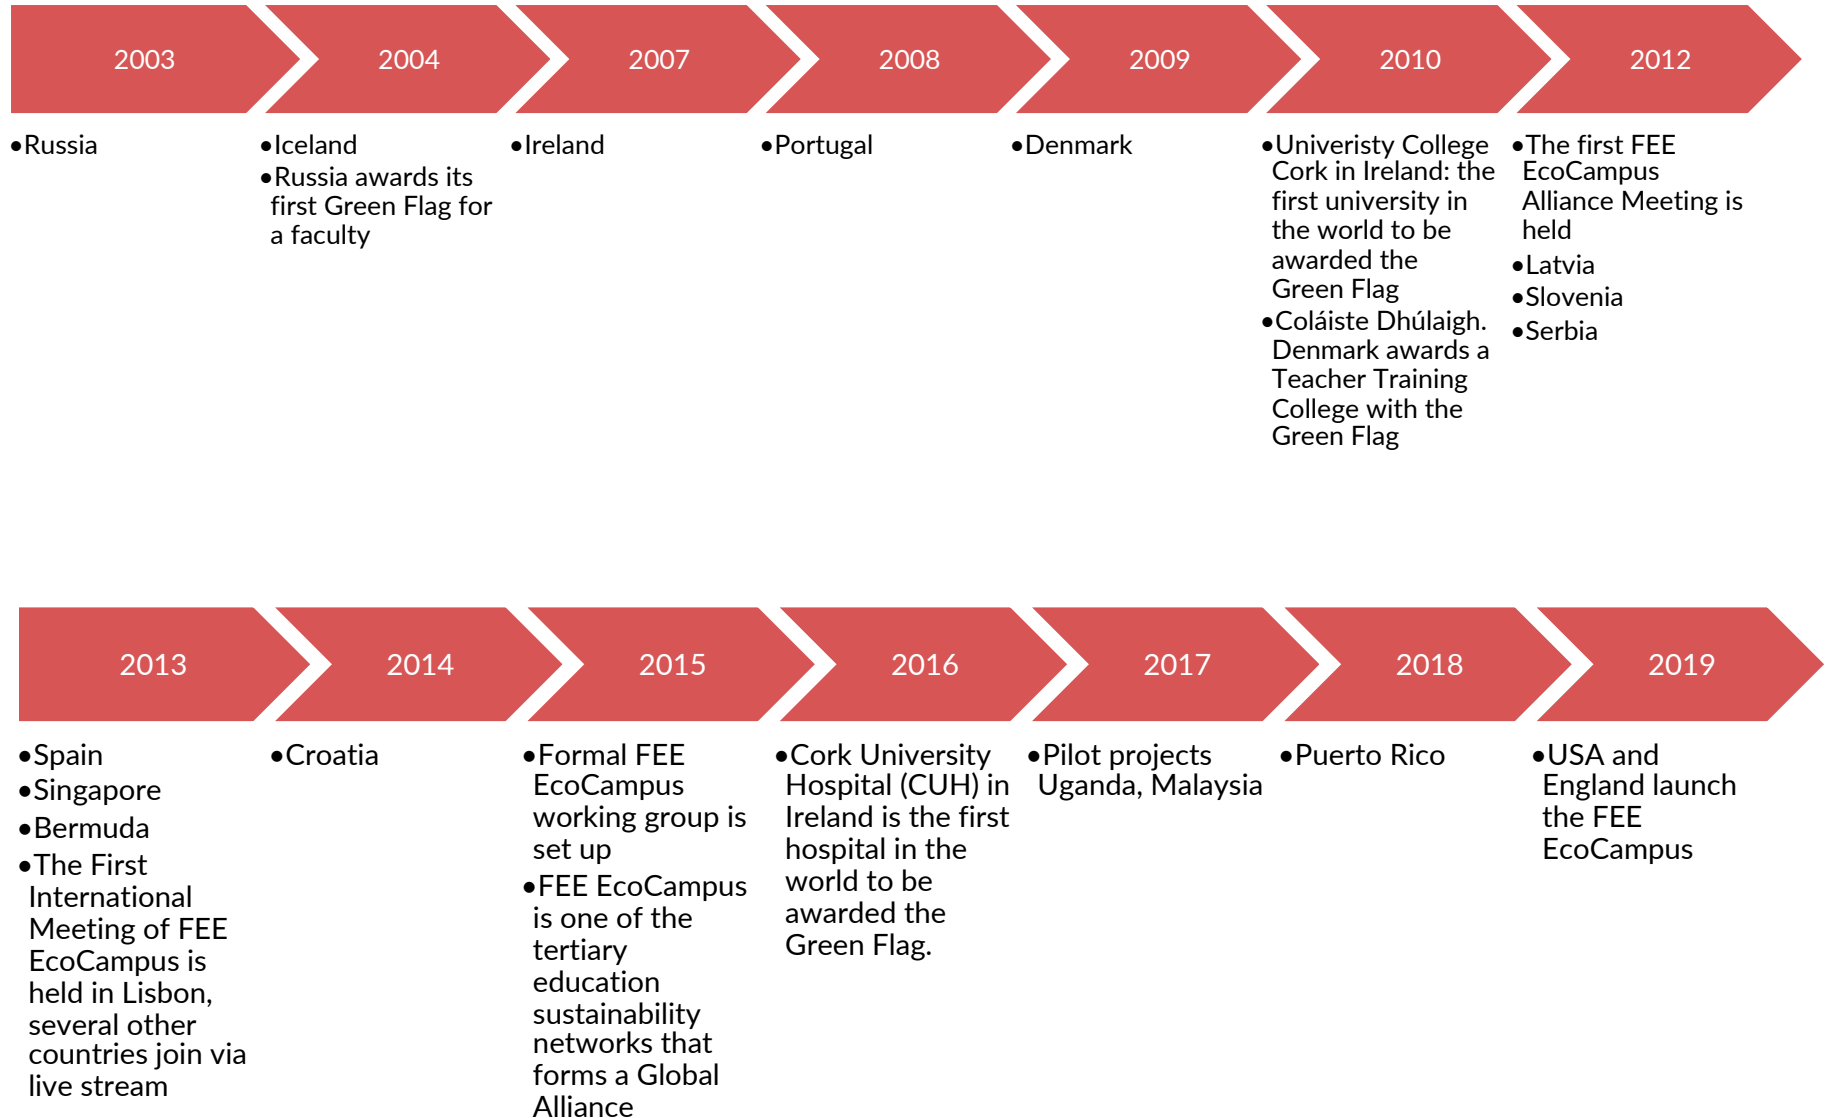 2003
2004
2007
2008
2009
2010
2012
•Russia
•Iceland
•Russia awards its
first Green Flag for
a faculty
•Ireland
•Portugal
•Denmark
•Univeristy College
Cork in Ireland: the
first university in
the world to be
awarded the
Green Flag
•Coláiste Dhúlaigh.
Denmark awards a
Teacher Training
College with the
Green Flag
•The first FEE
EcoCampus
Alliance Meeting is
held
•Latvia
•Slovenia
•Serbia
2013
2014
2015
2016
2017
2018
2019
•Spain
•Singapore
•Bermuda
•The First
International
Meeting of FEE
EcoCampus is
held in Lisbon,
several other
countries join via
live stream
•Croatia
•Formal FEE
EcoCampus
working group is
set up
•FEE EcoCampus
is one of the
tertiary
education
sustainability
networks that
forms a Global
Alliance
•Cork University
Hospital (CUH) in
Ireland is the first
hospital in the
world to be
awarded the
Green Flag.
•Pilot projects
Uganda, Malaysia
•Puerto Rico
•USA and
England launch
the FEE
EcoCampus